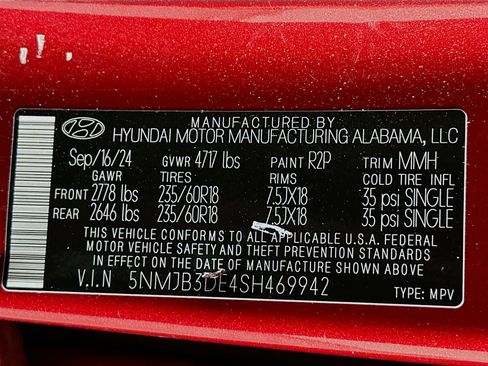 MANUFACTURED BY
HYUNDAI MOTOR MANUFACTURING ALABAMA, LLC
Sep/16/24 GVWR 4717 lbs PAINT R2P TRIM MMH
GAWR TIRES RIMS COLD TIRE INFL
FRONT 2778 lbs 235/60R18 7.5JX18 35 psi SINGLE
REAR 2646 lbs 235/60R18 7.5JX18 35 psi SINGLE
THIS VEHICLE CONFORMS TO ALL APPLICABLE U.S.A. FEDERAL
MOTOR VEHICLE SAFETY AND THEFT PREVENTION STANDARDS
IN EFFECT ON THE DATE OF MANUFACTURE SHOWN ABOVE
V.I.N 5NMJB3DE4SH469942 TYPE: MPV